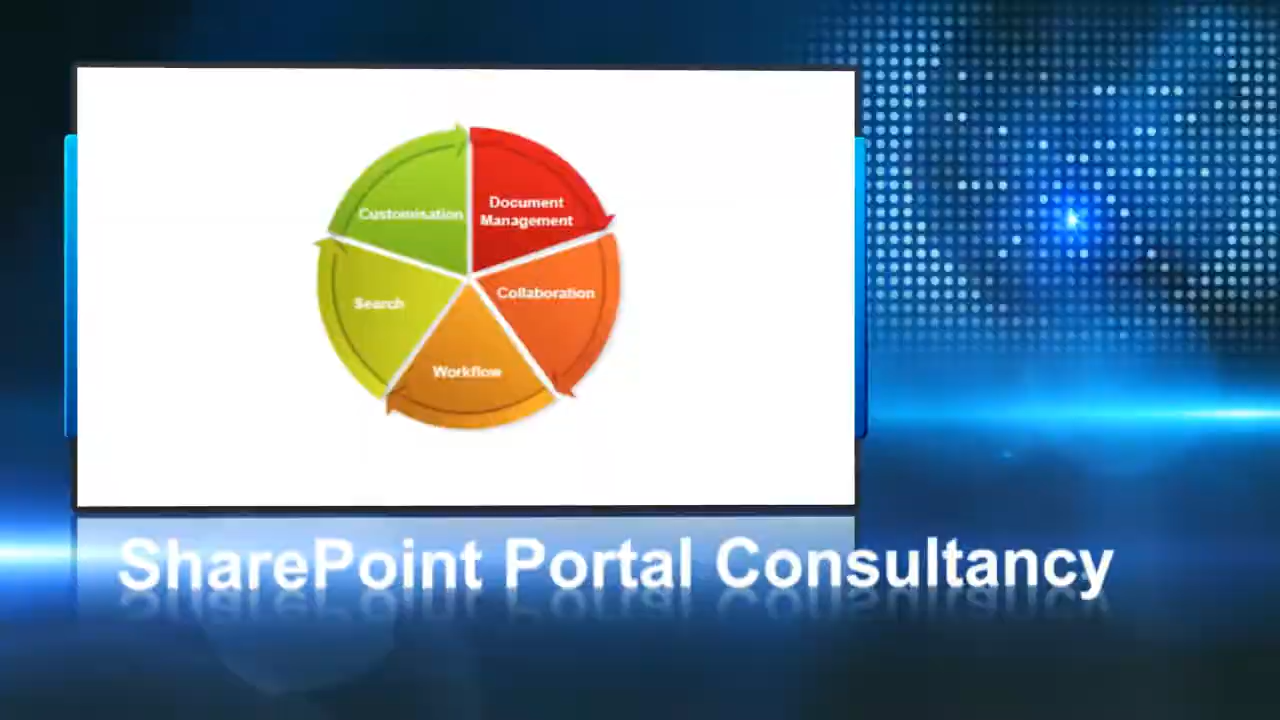 Customisation
Document
Management
Search
Collaboration
Workflow
SharePoint Portal Consultancy